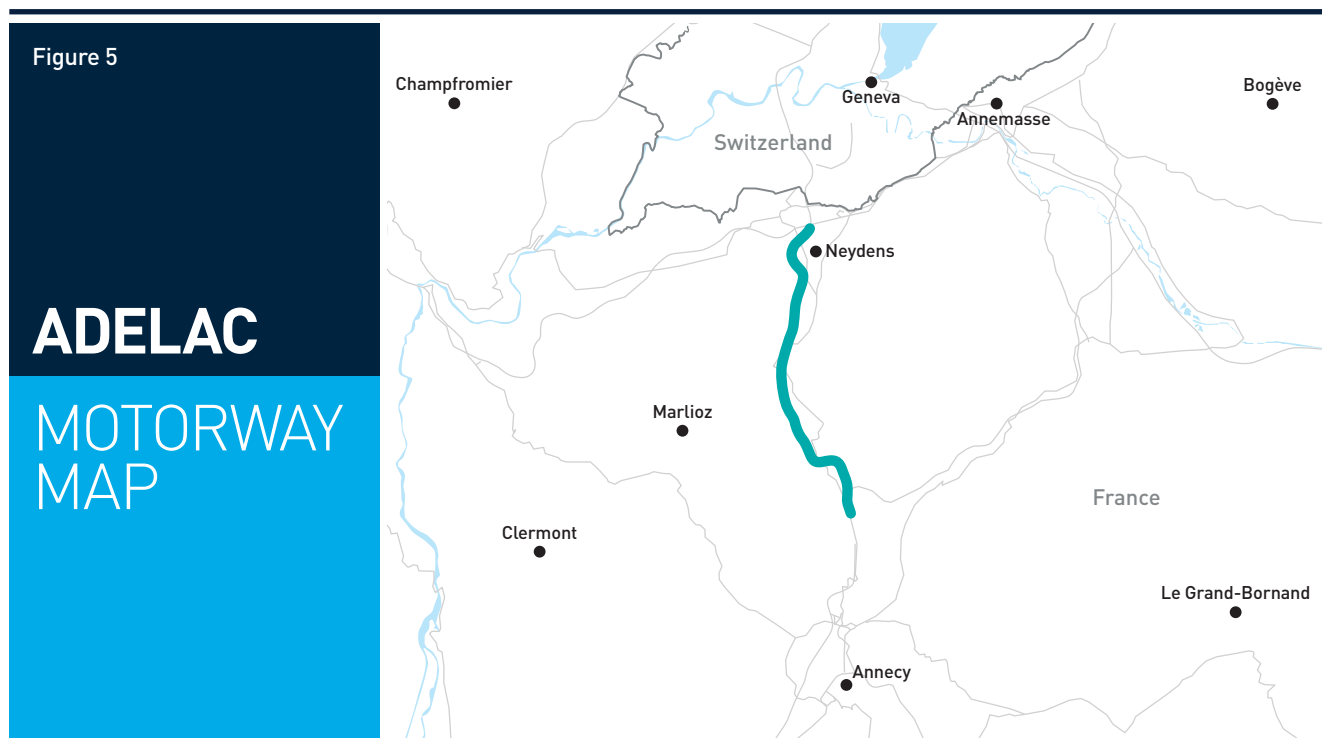 Figure 5
ADELAC
MOTORWAY
MAP
Champfromier
Geneva
Annemasse
Bogève
Switzerland
Neydens
Marlioz
France
Clermont
Le Grand-Bornand
Annecy